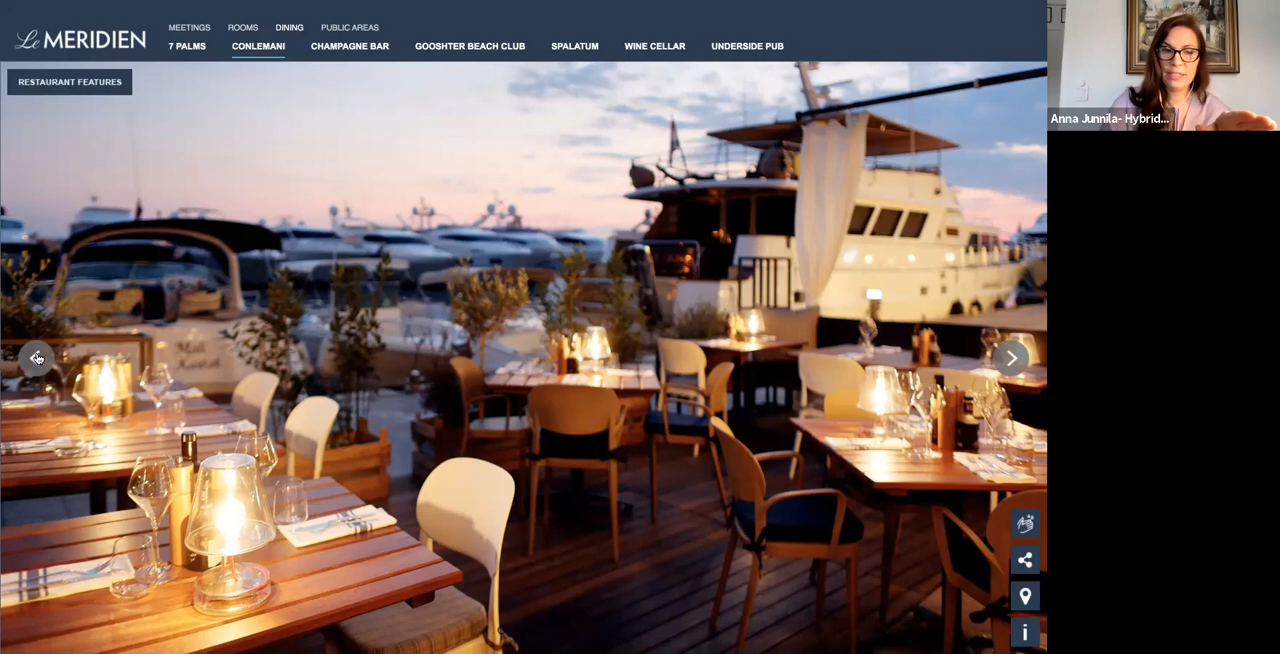 Le MERIDIEN
MEETINGS ROOMS DINING PUBLIC AREAS
7 PALMS CONLEMANI CHAMPAGNE BAR GOOSHTER BEACH CLUB SPALATUM WINE CELLAR UNDERSIDE PUB
RESTAURANT FEATURES
Anna Junnila- Hybrid...
i